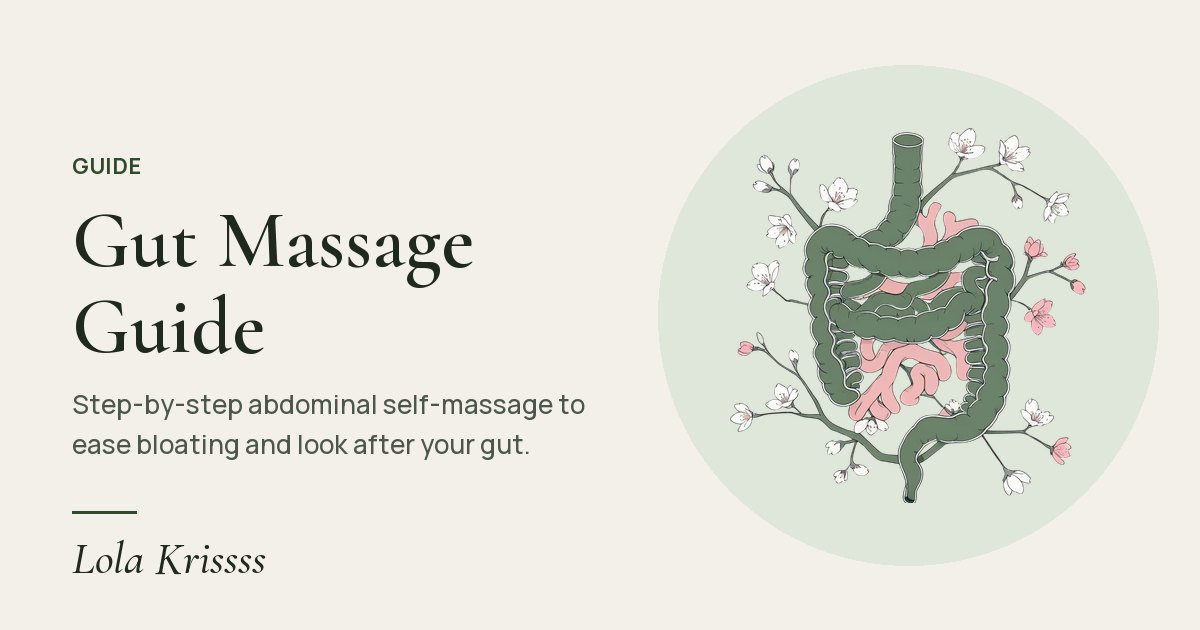 GUIDE
Gut Massage
Guide
Step-by-step abdominal self-massage to
ease bloating and look after your gut.
Lola Krissss